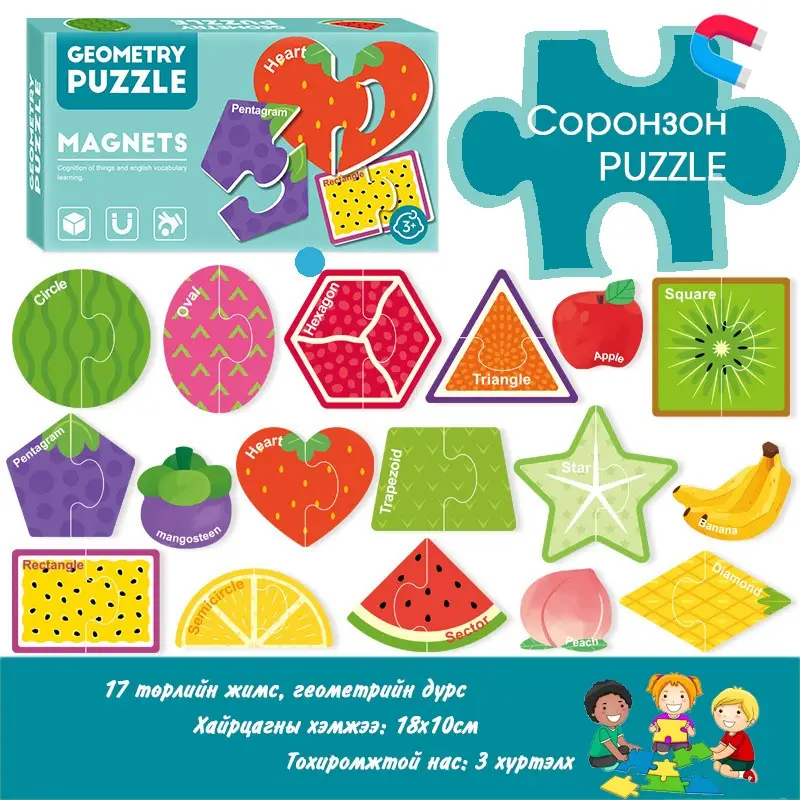 GEOMETRY
PUZZLE
GEOMETRY
PUZZLE
MAGNETS
Cognition of things and english vocabulary
learning.
Heart
Pentagram
Rectangle
3+
Соронзон
PUZZLE
Circle
Oval
Hexagon
Triangle
Apple
Square
Pentagram
mangosteen
Heart
Trapezoid
Star
Banana
Rectangle
Semicircle
Sector
Peach
Diamond
17 төрлийн жимс, геометрийн дүрс
Хайрцагны хэмжээ: 18x10см
Тохиромжтой нас: 3 хүртэлх